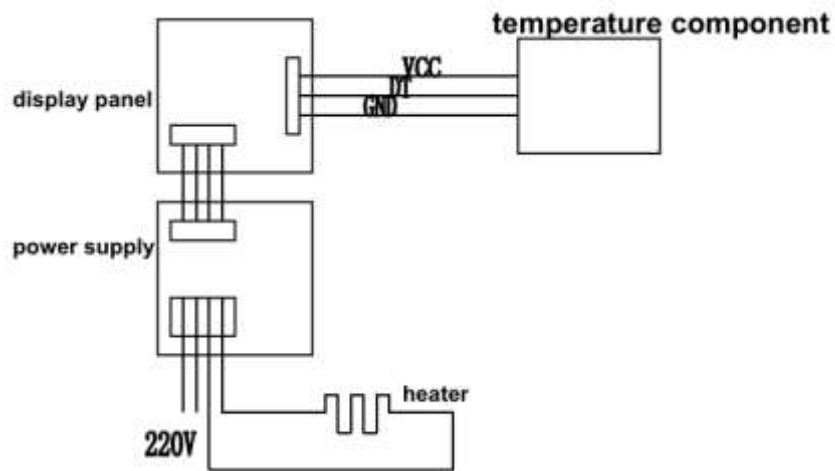 temperature component
VCC
display panel
DT
GND
power supply
heater
220V